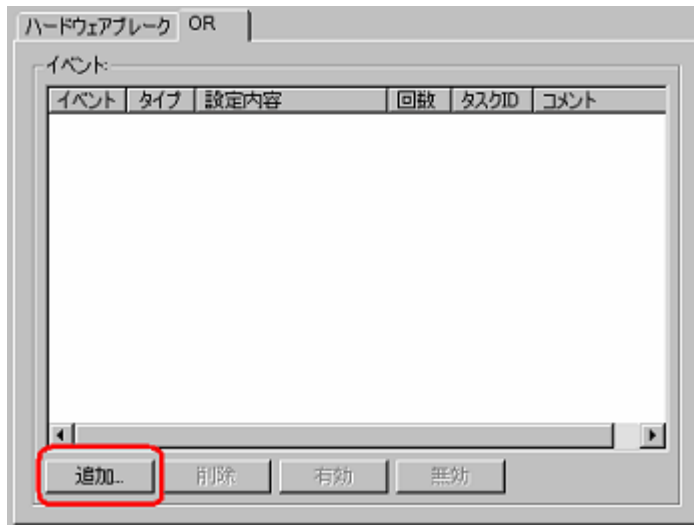 ハードウェアブレーク OR
イベント:
イベント タイプ 設定内容 回数 タスクID コメント
追加... 削除 有効 無効